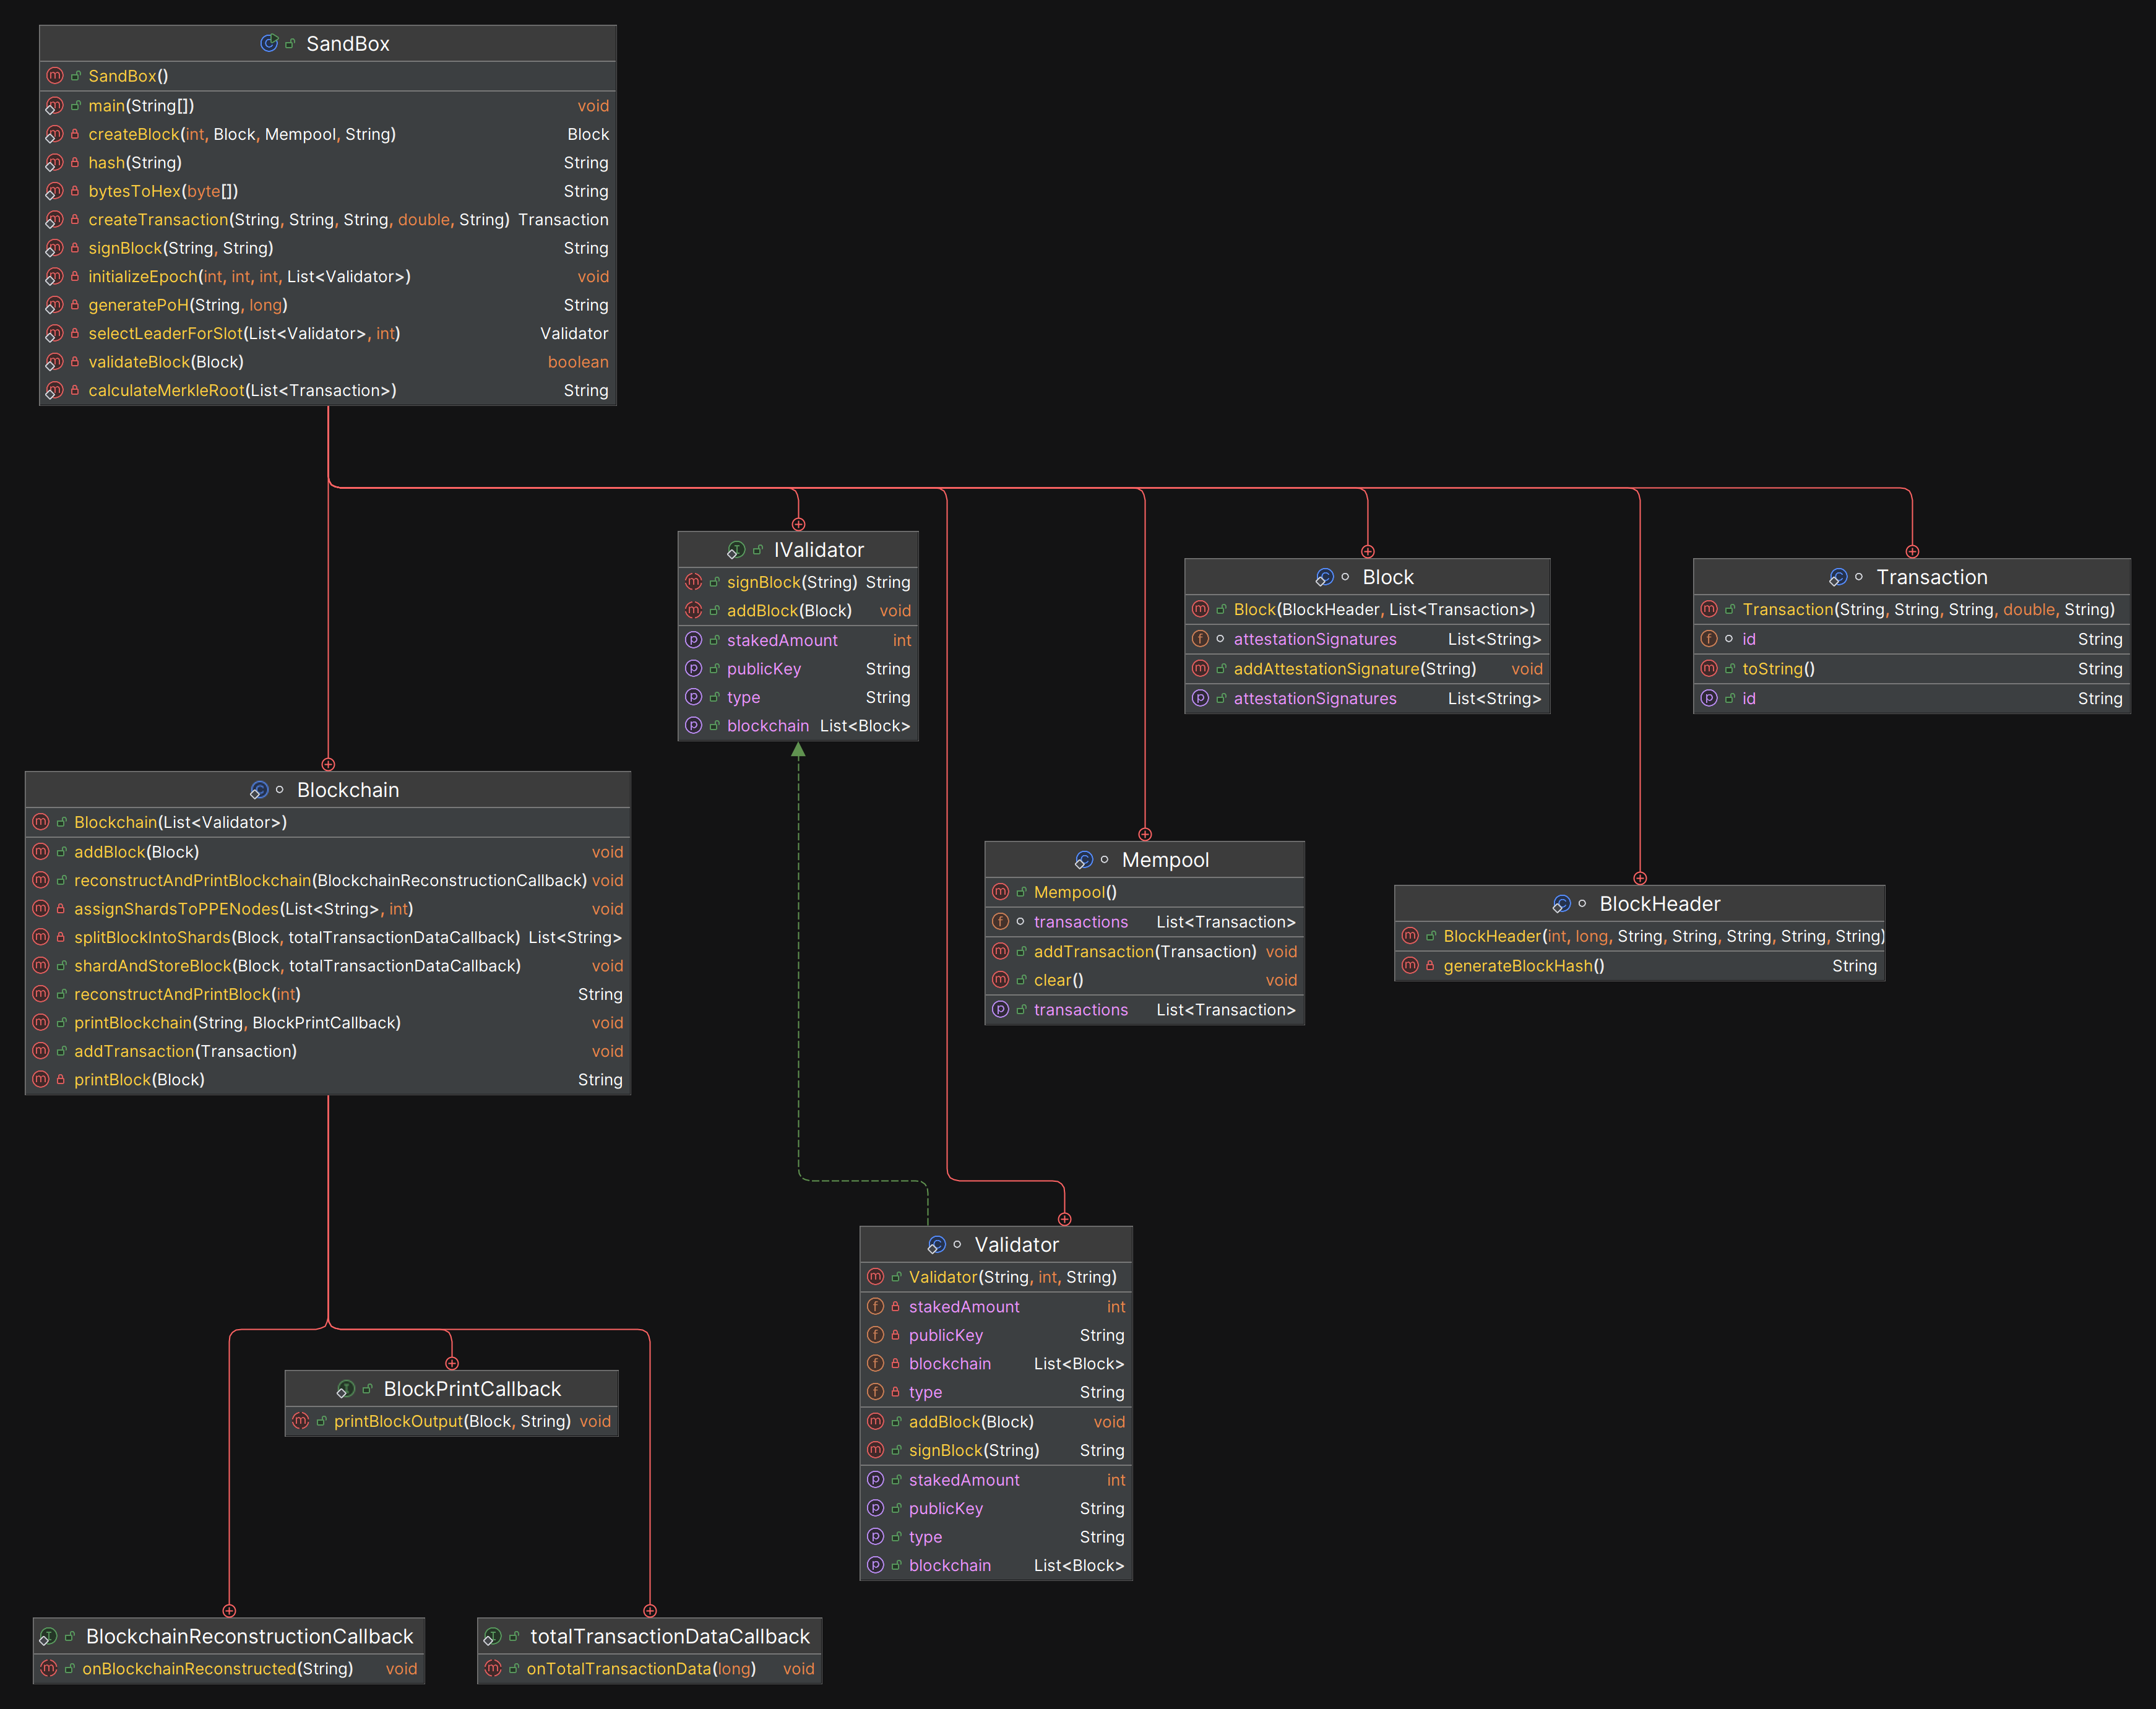 SandBox
SandBox()
main(String[]) void
createBlock(int, Block, Mempool, String) Block
hash(String) String
bytesToHex(byte[]) String
createTransaction(String, String, String, double, String) Transaction
signBlock(String, String) String
initializeEpoch(int, int, int, List<Validator>) void
generatePoH(String, long) String
selectLeaderForSlot(List<Validator>, int) Validator
validateBlock(Block) boolean
calculateMerkleRoot(List<Transaction>) String
IValidator
signBlock(String) String
addBlock(Block) void
stakedAmount int
publicKey String
type String
blockchain List<Block>
Block
Block(BlockHeader, List<Transaction>)
attestationSignatures List<String>
addAttestationSignature(String) void
attestationSignatures List<String>
Transaction
Transaction(String, String, String, double, String)
id String
toString() String
id String
Blockchain
Blockchain(List<Validator>)
addBlock(Block) void
reconstructAndPrintBlockchain(BlockchainReconstructionCallback) void
assignShardsToPPENodes(List<String>, int) void
splitBlockIntoShards(Block, totalTransactionDataCallback) List<String>
shardAndStoreBlock(Block, totalTransactionDataCallback) void
reconstructAndPrintBlock(int) String
printBlockchain(String, BlockPrintCallback) void
addTransaction(Transaction) void
printBlock(Block) String
Mempool
Mempool()
transactions List<Transaction>
addTransaction(Transaction) void
clear() void
transactions List<Transaction>
BlockHeader
BlockHeader(int, long, String, String, String, String, String)
generateBlockHash() String
Validator
Validator(String, int, String)
stakedAmount int
publicKey String
blockchain List<Block>
type String
addBlock(Block) void
signBlock(String) String
stakedAmount int
publicKey String
type String
blockchain List<Block>
BlockPrintCallback
printBlockOutput(Block, String) void
BlockchainReconstructionCallback
onBlockchainReconstructed(String) void
totalTransactionDataCallback
onTotalTransactionData(long) void